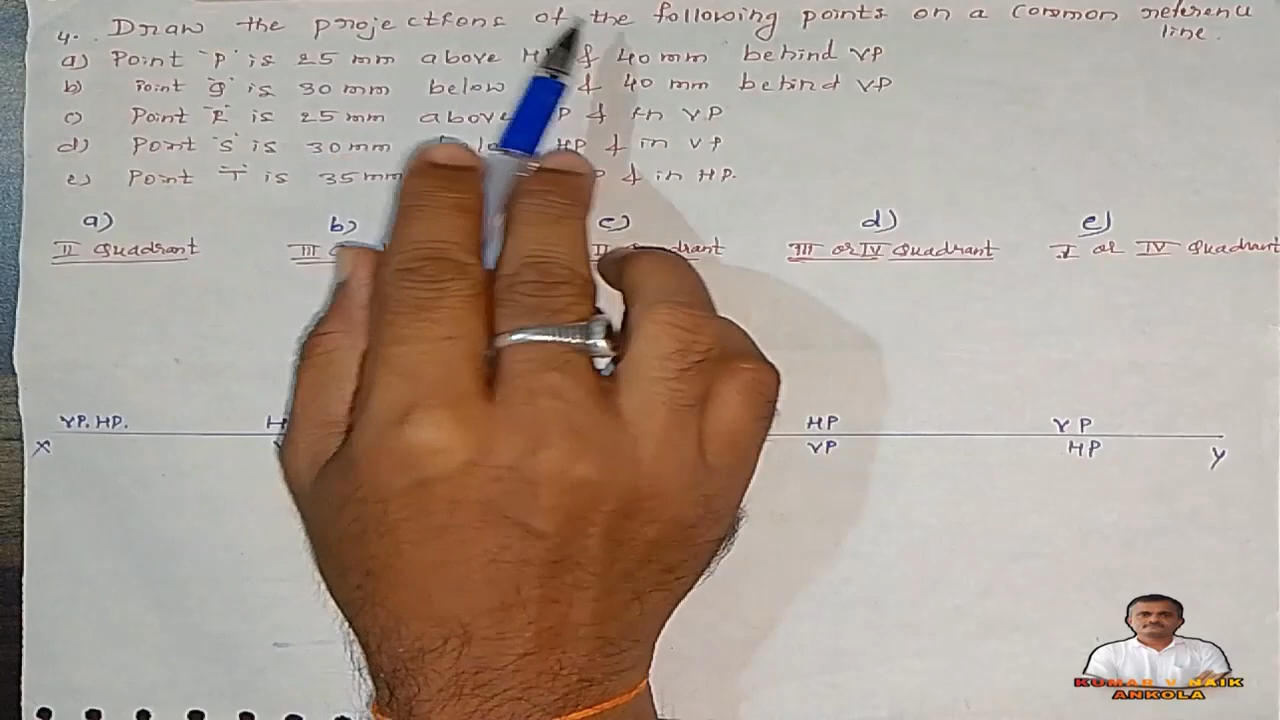 4. Draw the projections of the following points on a common reference
line.
a) Point 'P' is 25 mm above & 40 mm behind VP
b) Point 'Q' is 30 mm below & 40 mm behind VP
c) Point 'R' is 25 mm above & in VP
d) Point 'S' is 30mm HP & in VP
e) Point 'T' is 35mm & in HP.
a) b) c) d) e)
II Quadrant III III or IV Quadrant I or IV Quadrant
VP. HP. HP VP
X VP HP Y
KUMAR V NAIK
ANKOLA